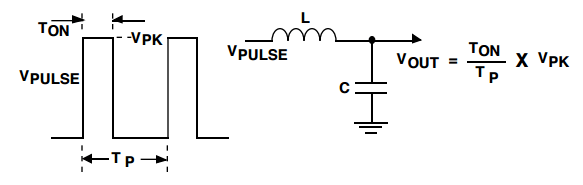 TON
VPK
VPULSE
TP
L
VPULSE
C
VOUT = TON / TP X VPK